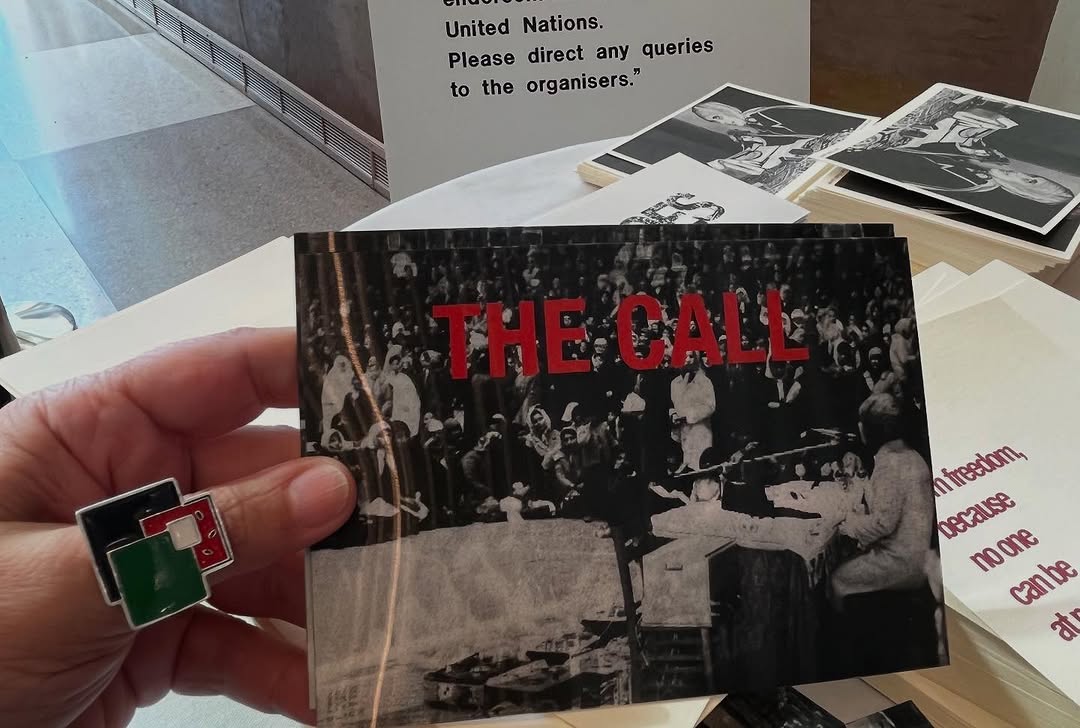 United Nations.
Please direct any queries
to the organisers.”
THE CALL
freedom,
because
no one
can be